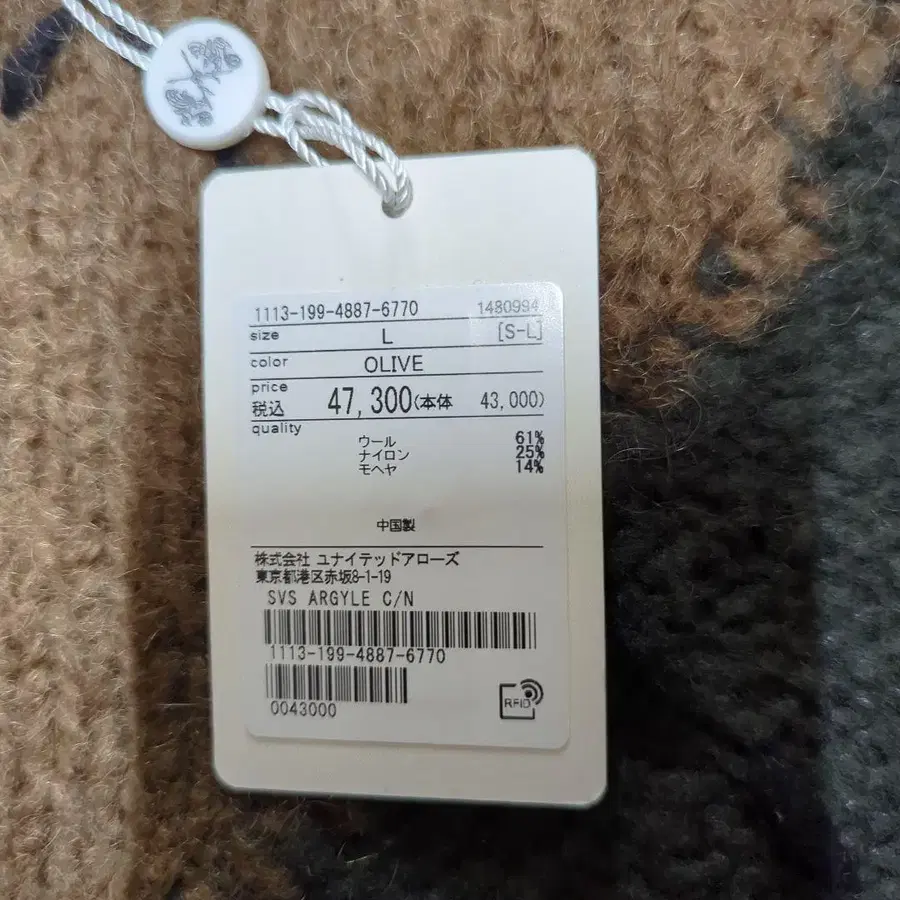 1113-199-4887-6770 1480994
size L [S-L]
color OLIVE
price
税込 47,300(本体 43,000)
quality
ウール 61%
ナイロン 25%
モヘヤ 14%
中国製
株式会社 ユナイテッドアローズ
東京都港区赤坂8-1-19
SVS ARGYLE C/N
1113-199-4887-6770
0043000
RFID